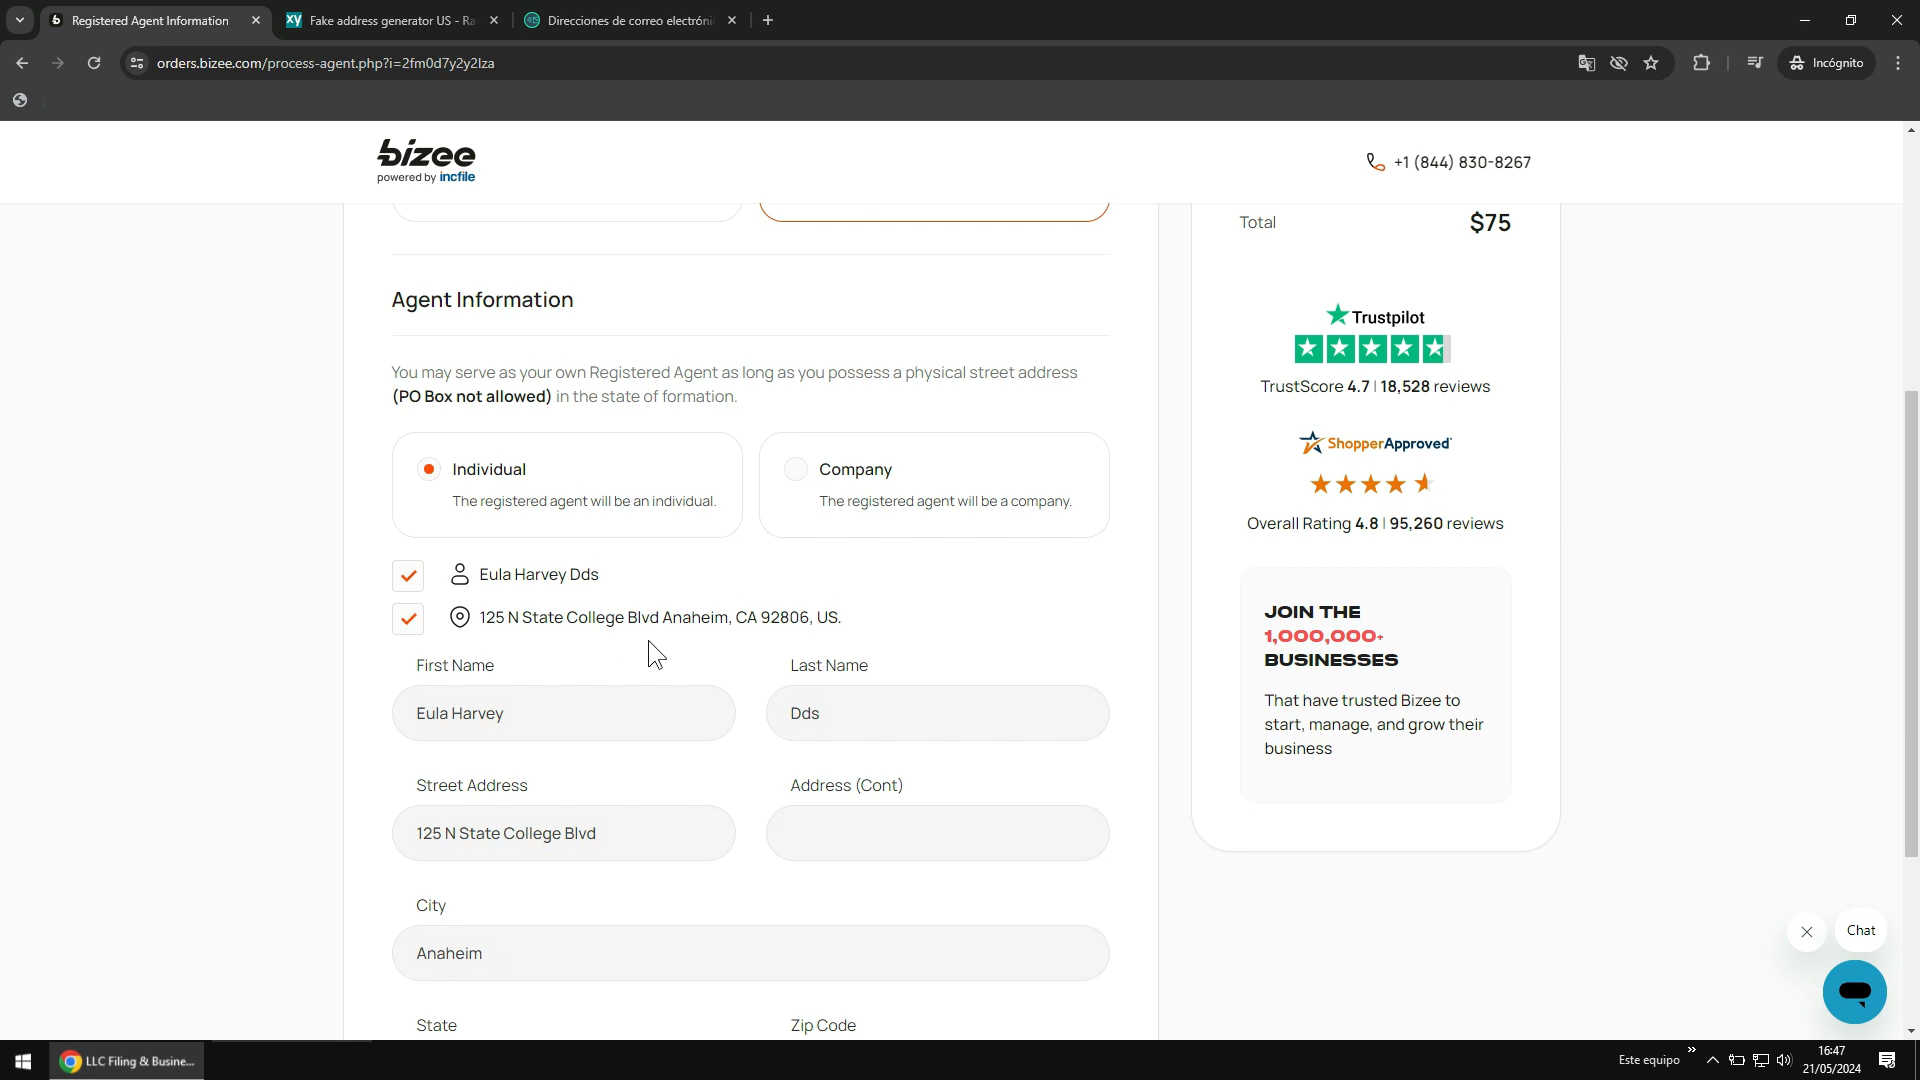 Registered Agent Information
Fake address generator US - Ra
Direcciones de correo electróni
orders.bizee.com/process-agent.php?i=2fm0d7y2y2lza
Incógnito
bizee
powered by incfile
+1 (844) 830-8267
Total
$75
Agent Information
You may serve as your own Registered Agent as long as you possess a physical street address
(PO Box not allowed) in the state of formation.
Individual
The registered agent will be an individual.
Company
The registered agent will be a company.
Eula Harvey Dds
125 N State College Blvd Anaheim, CA 92806, US.
First Name
Last Name
Eula Harvey
Dds
Street Address
Address (Cont)
125 N State College Blvd
City
Anaheim
State
Zip Code
Trustpilot
TrustScore 4.7 | 18,528 reviews
ShopperApproved
Overall Rating 4.8 | 95,260 reviews
JOIN THE
1,000,000+
BUSINESSES
That have trusted Bizee to
start, manage, and grow their
business
Chat
LLC Filing & Busine...
Este equipo
16:47
21/05/2024